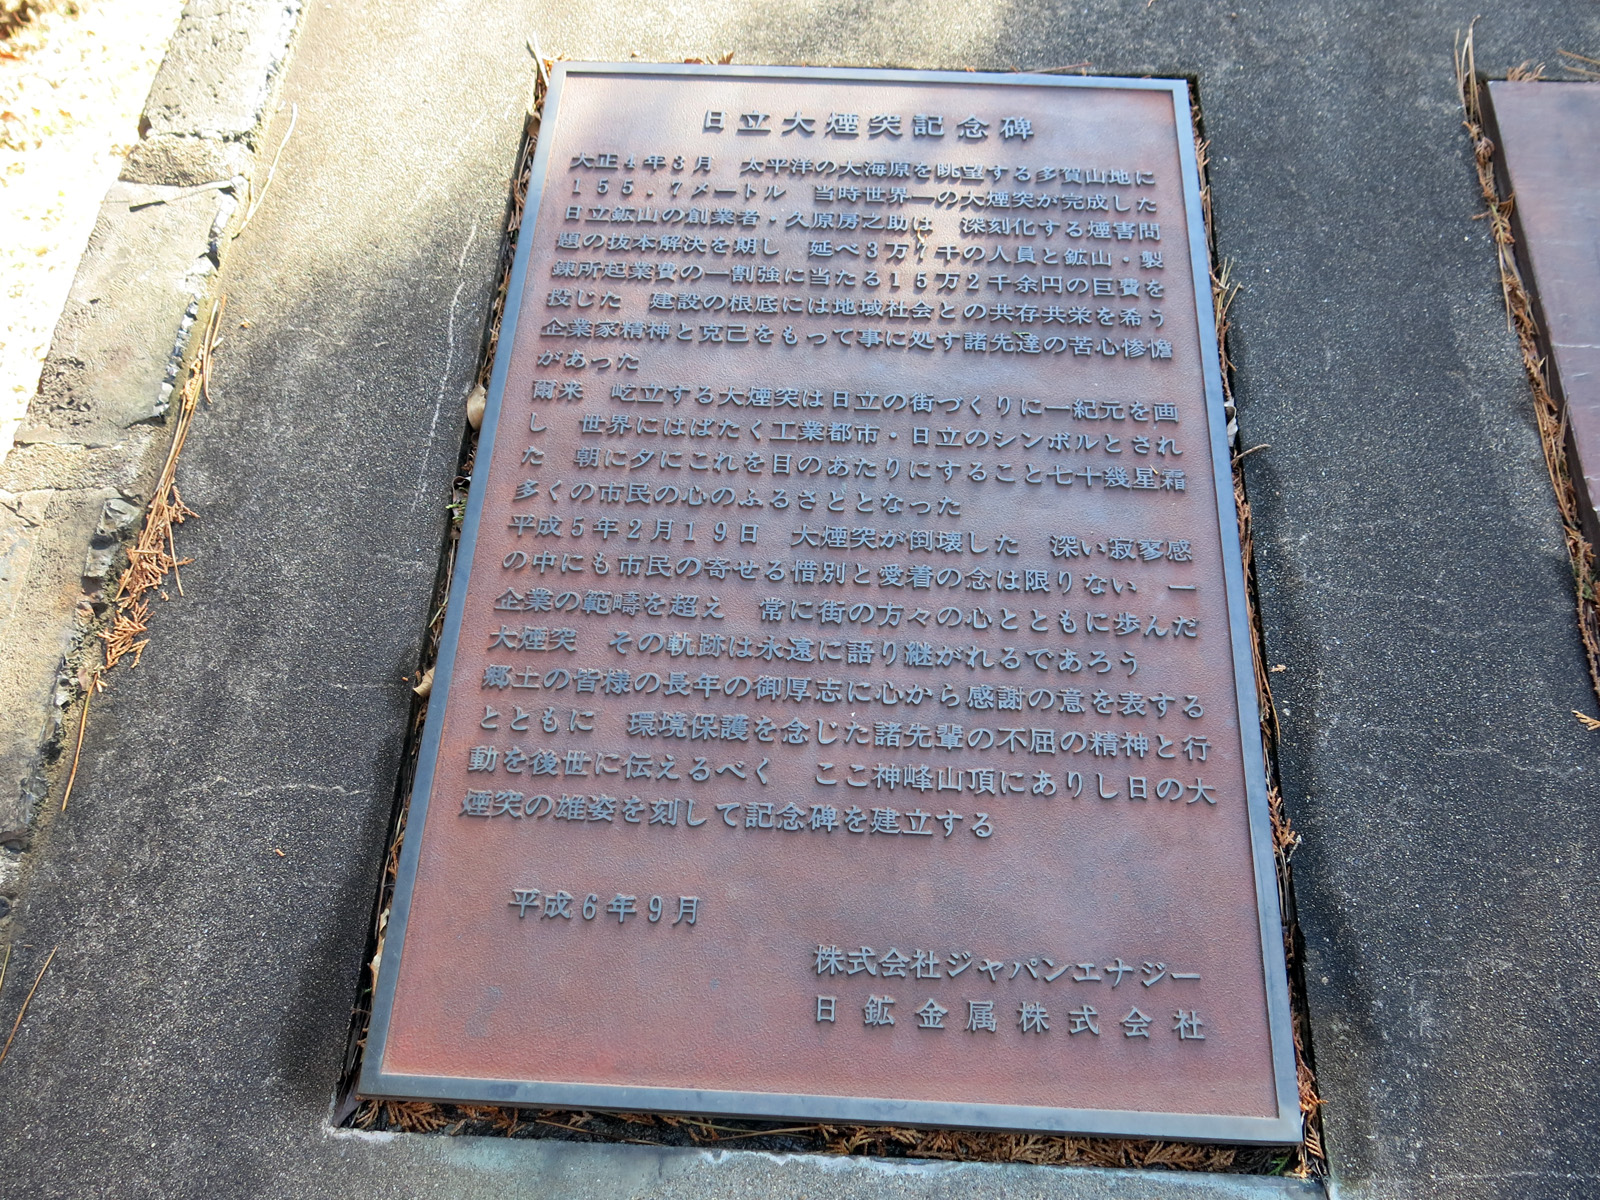 日立大煙突記念碑
大正4年3月　太平洋の大海原を眺望する多賀山地に
155.7メートル　当時世界一の大煙突が完成した
日立鉱山の創業者・久原房之助は　深刻化する煙害問
題の抜本解決を期し　延べ3万7千の人員と鉱山・製
錬所起業費の一割強に当たる15万2千余円の巨費を
投じた　建設の根底には地域社会との共存共栄を希う
企業家精神と克己をもって事に処す諸先達の苦心惨憺
があった
爾来　屹立する大煙突は日立の街づくりに一紀元を画
し　世界にはばたく工業都市・日立のシンボルとされ
た　朝に夕にこれを目のあたりにすること七十幾星霜
多くの市民の心のふるさととなった
平成5年2月19日　大煙突が倒壊した　深い寂寥感
の中にも市民の寄せる惜別と愛着の念は限りない　一
企業の範疇を超え　常に街の方々の心とともに歩んだ
大煙突　その軌跡は永遠に語り継がれるであろう
郷土の皆様の長年の御厚志に心から感謝の意を表する
とともに　環境保護を念じた諸先輩の不屈の精神と行
動を後世に伝えるべく　ここ神峰山頂にありし日の大
煙突の雄姿を刻して記念碑を建立する
平成6年9月
株式会社ジャパンエナジー
日鉱金属株式会社